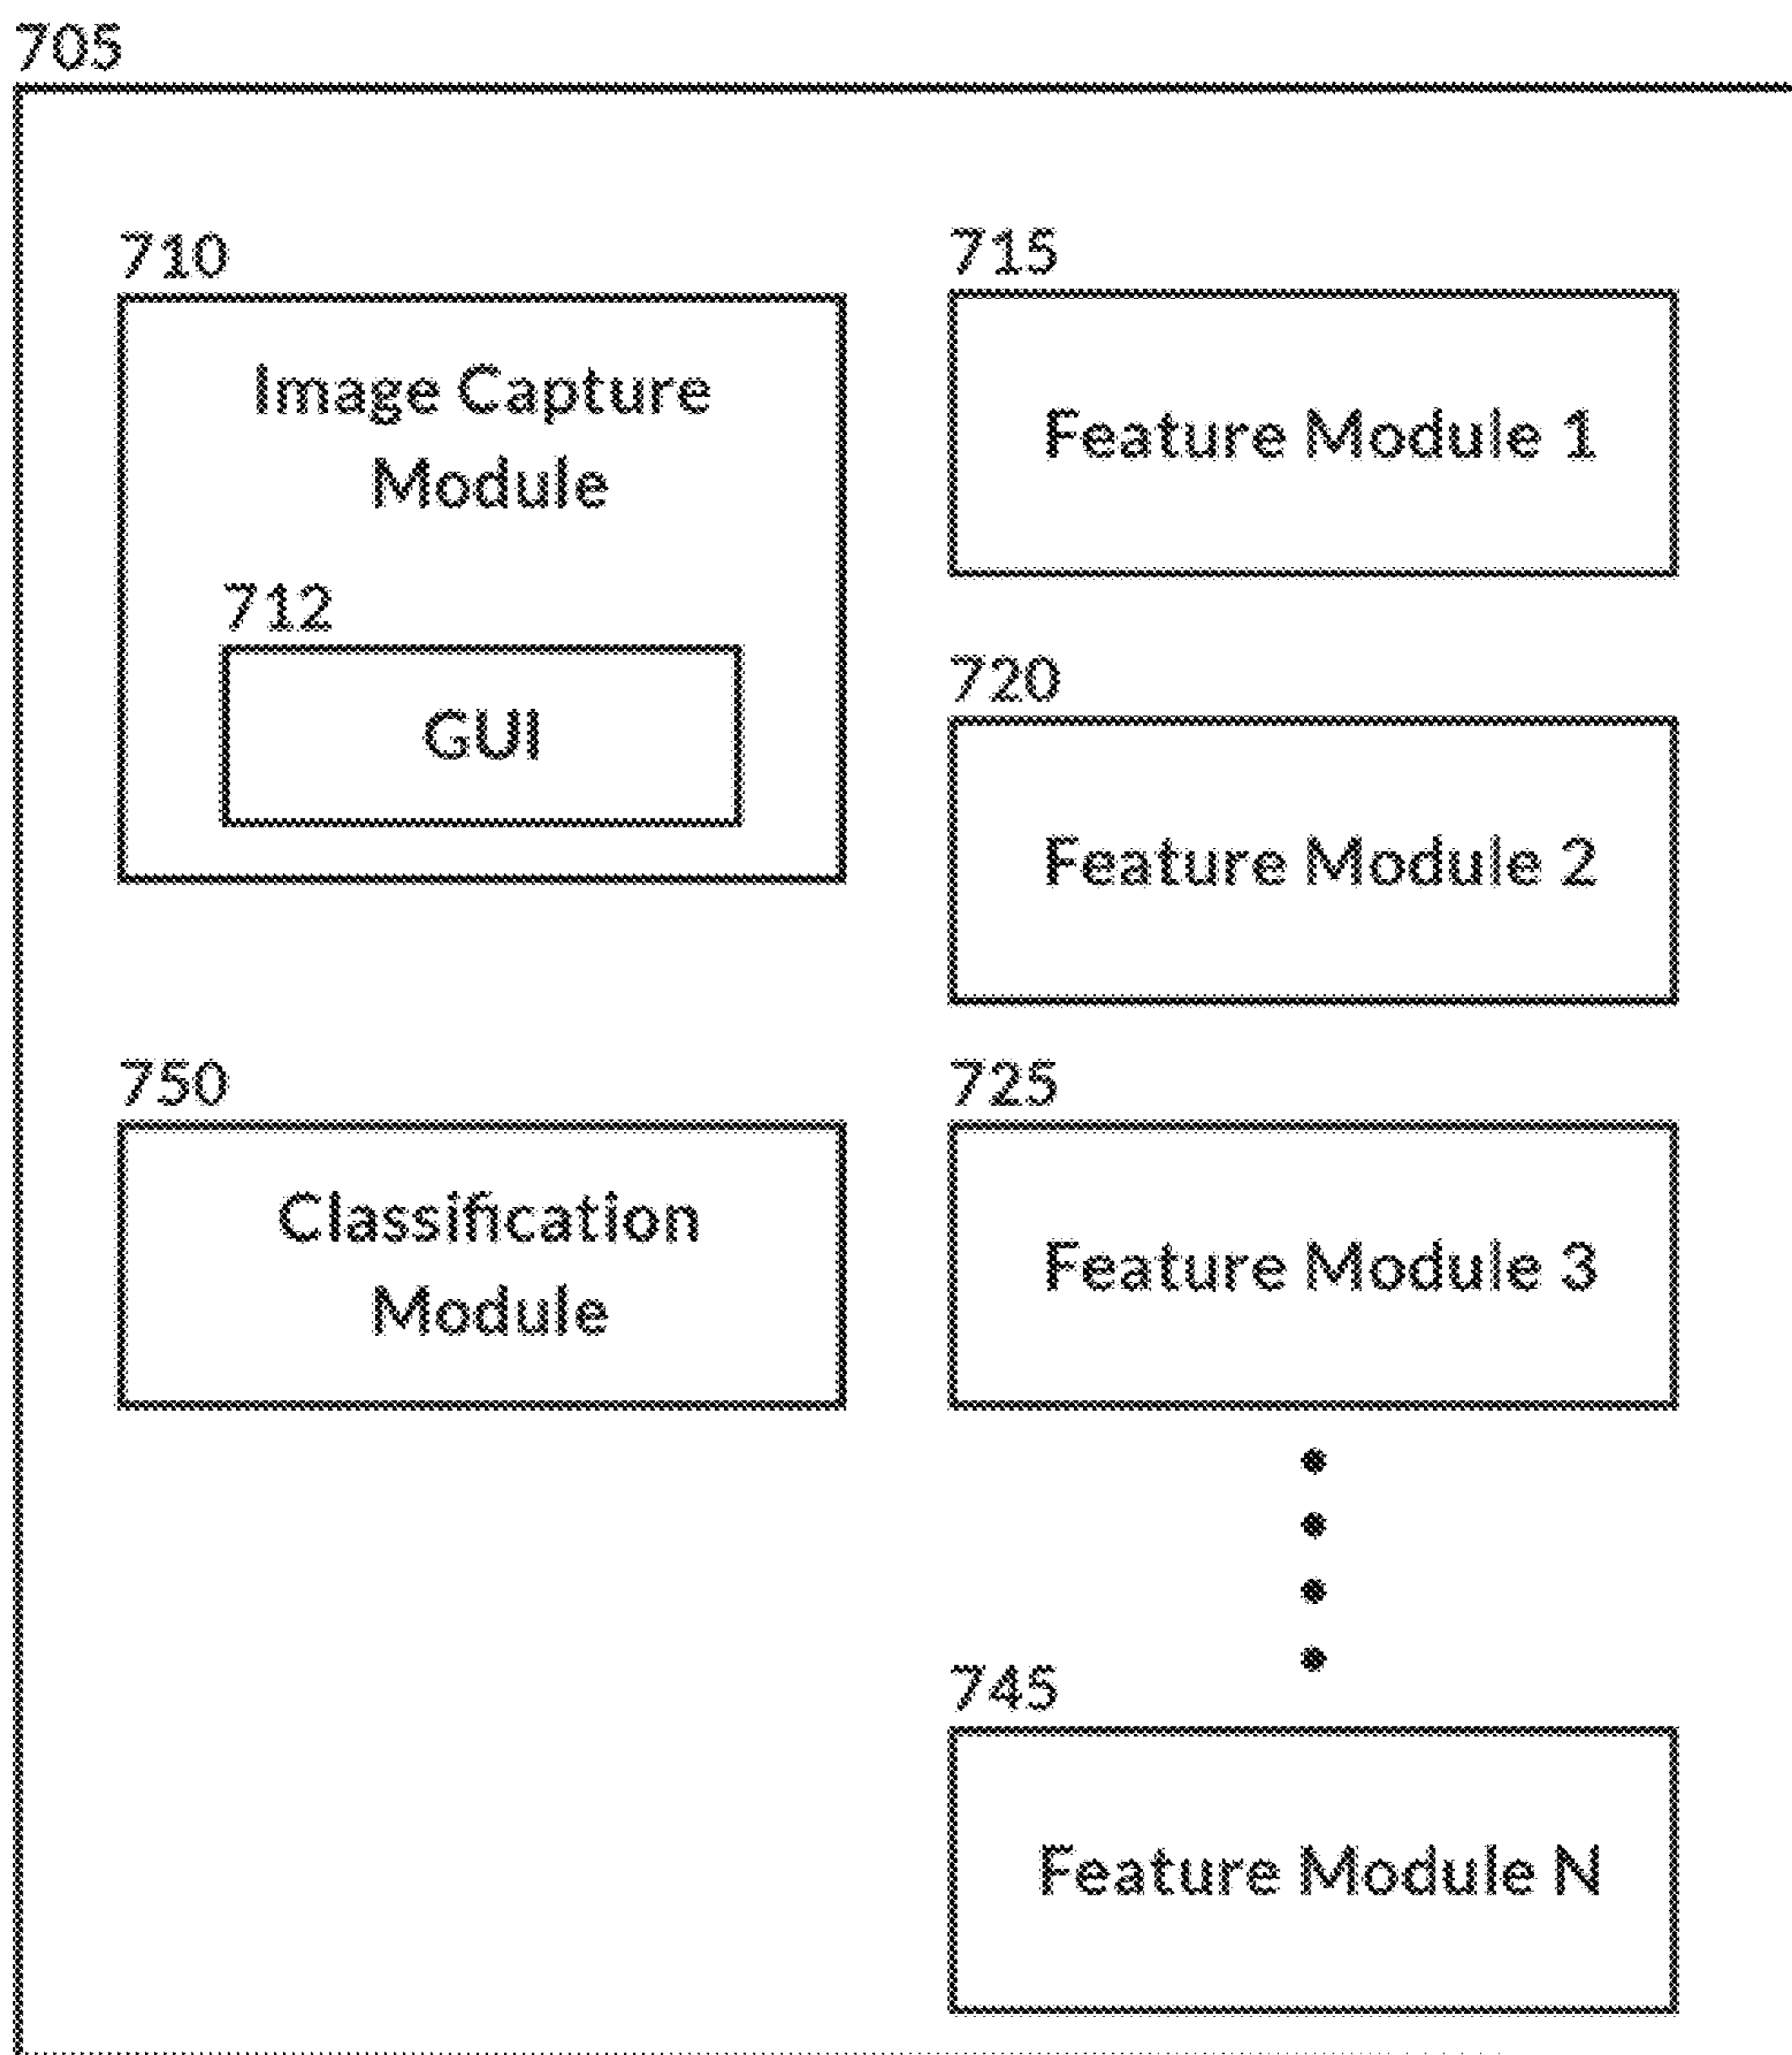 705
710
Image Capture
Module
712
GUI
750
Classification
Module
715
Feature Module 1
720
Feature Module 2
725
Feature Module 3
745
Feature Module N